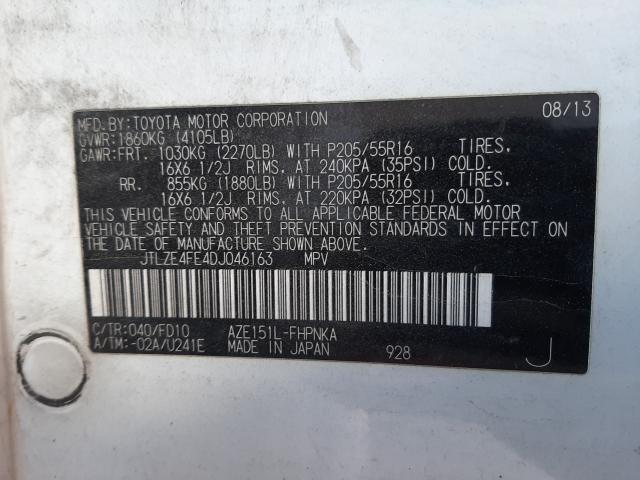 MFD.BY:TOYOTA MOTOR CORPORATION 08/13
GVWR:1860KG (4105LB)
GAWR:FRT. 1030KG (2270LB) WITH P205/55R16 TIRES,
16X6 1/2J RIMS, AT 240KPA (35PSI) COLD.
RR. 855KG (1880LB) WITH P205/55R16 TIRES,
16X6 1/2J RIMS, AT 220KPA (32PSI) COLD.
THIS VEHICLE CONFORMS TO ALL APPLICABLE FEDERAL MOTOR
VEHICLE SAFETY AND THEFT PREVENTION STANDARDS IN EFFECT ON
THE DATE OF MANUFACTURE SHOWN ABOVE.
JTLZE4FE4DJ046163 MPV
C/TR:040/FD10 AZE151L-FHPNKA
A/TM:-02A/U241E MADE IN JAPAN 928 J